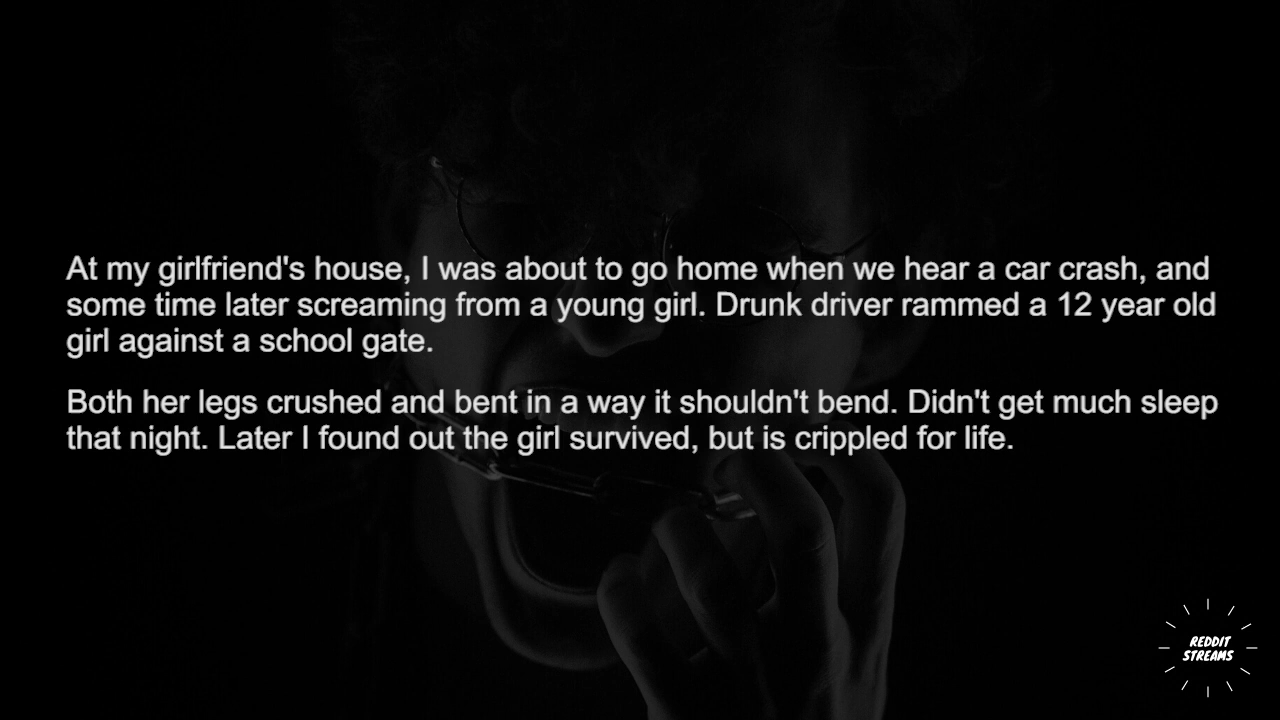 At my girlfriend's house, I was about to go home when we hear a car crash, and
some time later screaming from a young girl. Drunk driver rammed a 12 year old
girl against a school gate.
Both her legs crushed and bent in a way it shouldn't bend. Didn't get much sleep
that night. Later I found out the girl survived, but is crippled for life.
REDDIT
STREAMS